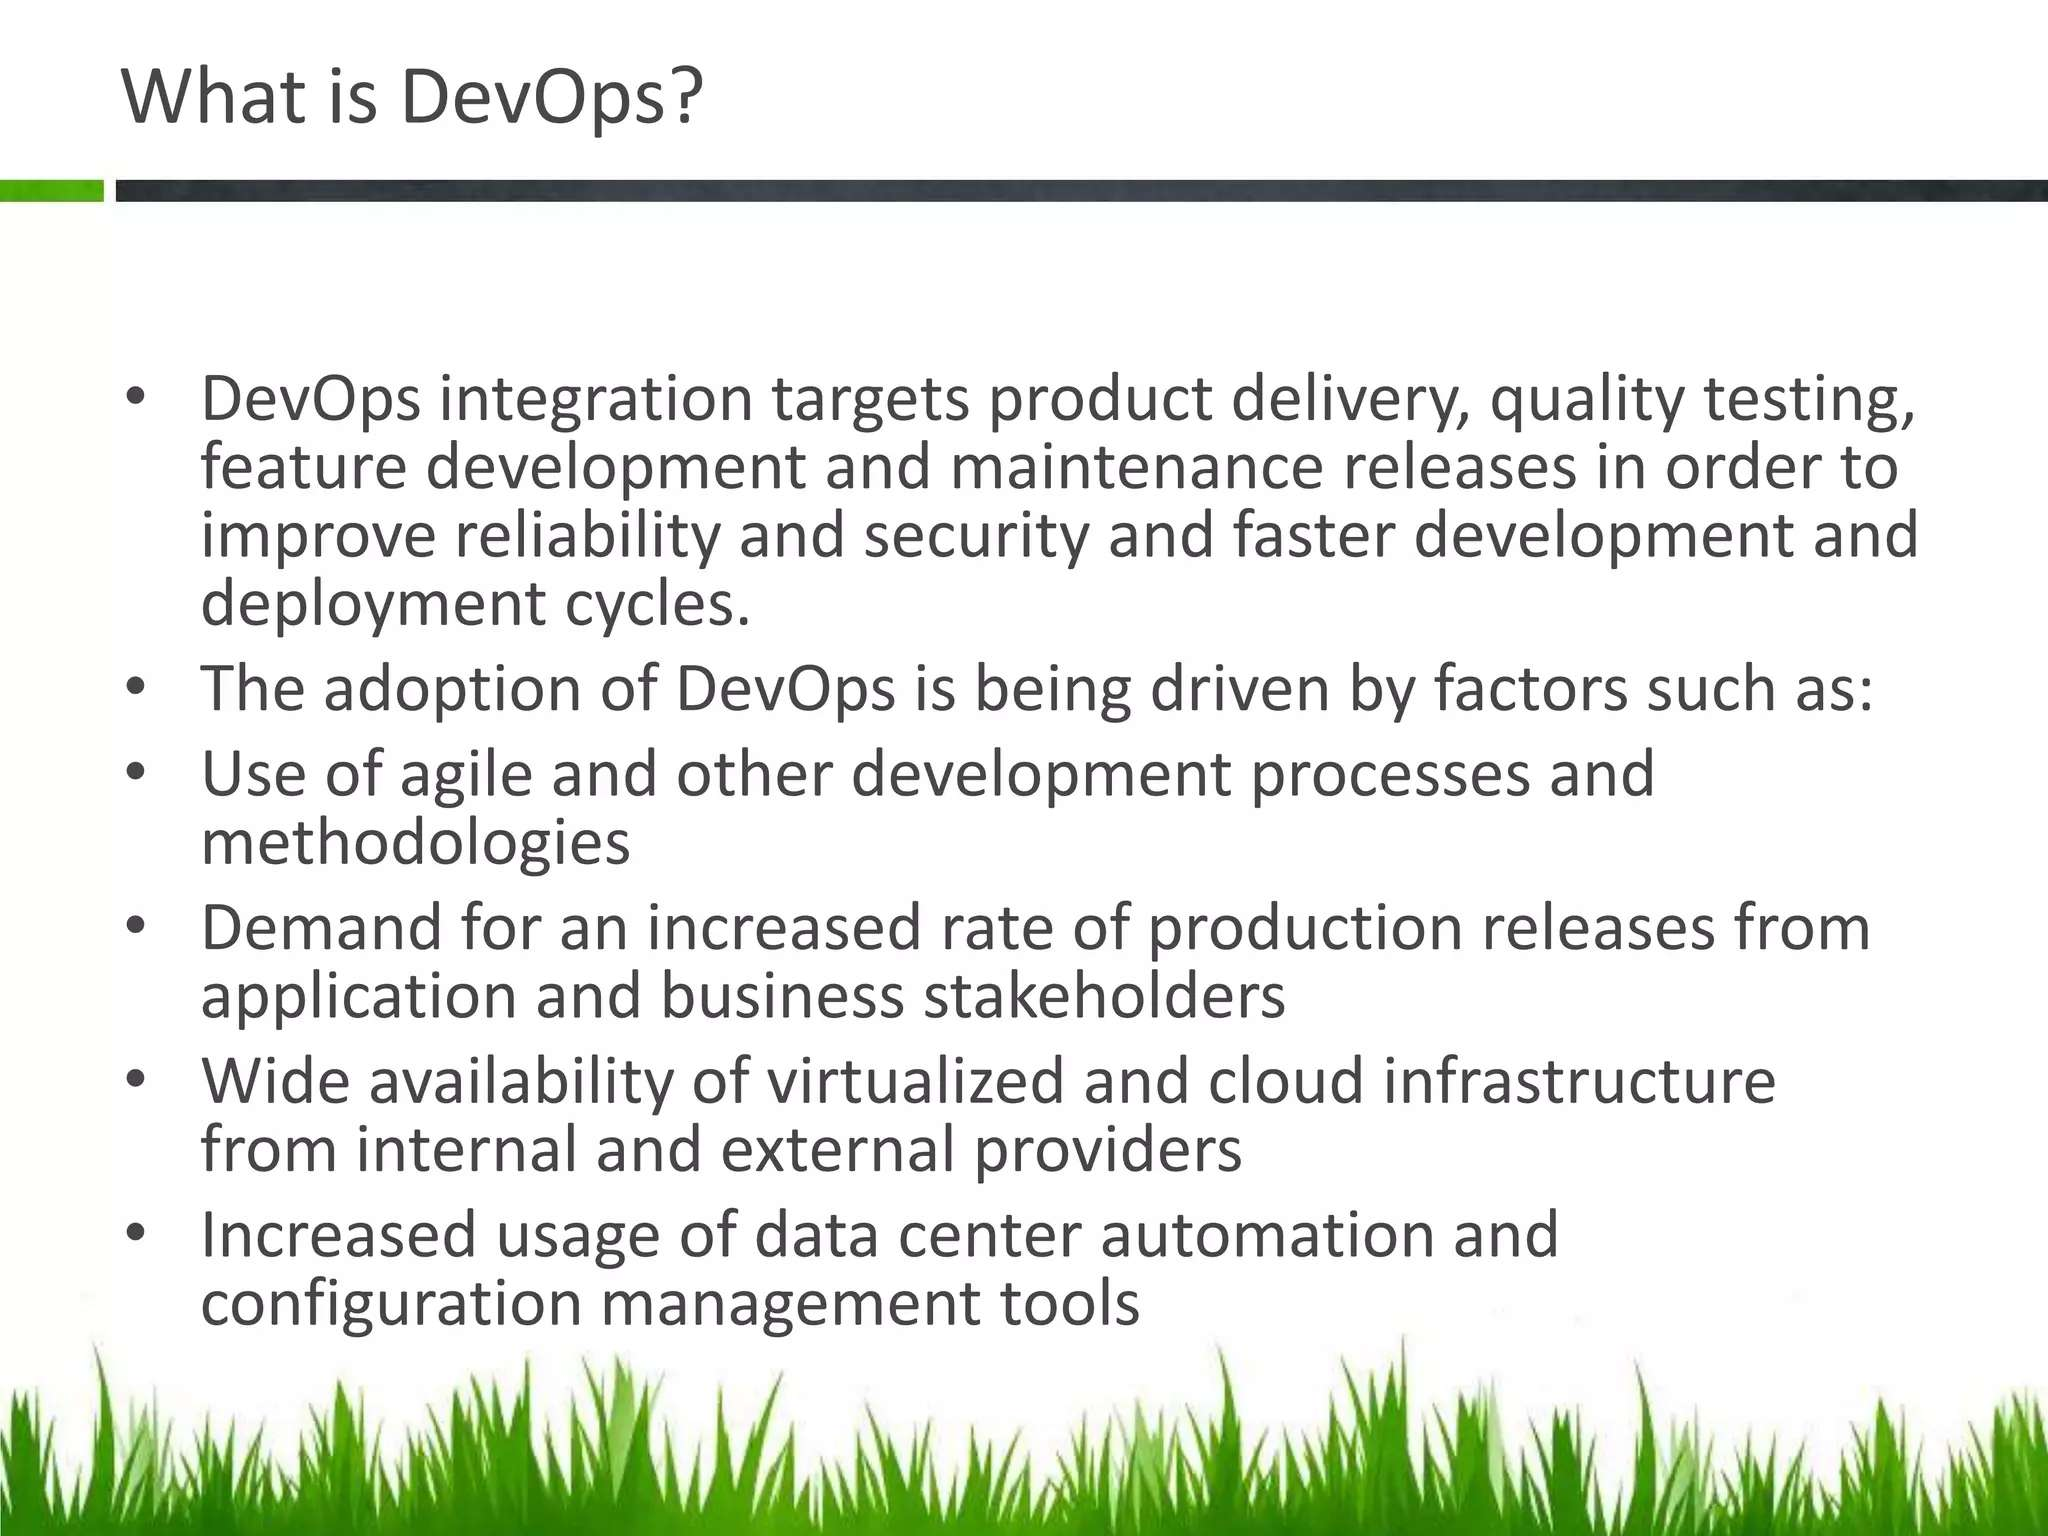 What is DevOps?
• DevOps integration targets product delivery, quality testing,
feature development and maintenance releases in order to
improve reliability and security and faster development and
deployment cycles.
• The adoption of DevOps is being driven by factors such as:
• Use of agile and other development processes and
methodologies
• Demand for an increased rate of production releases from
application and business stakeholders
• Wide availability of virtualized and cloud infrastructure
from internal and external providers
• Increased usage of data center automation and
configuration management tools